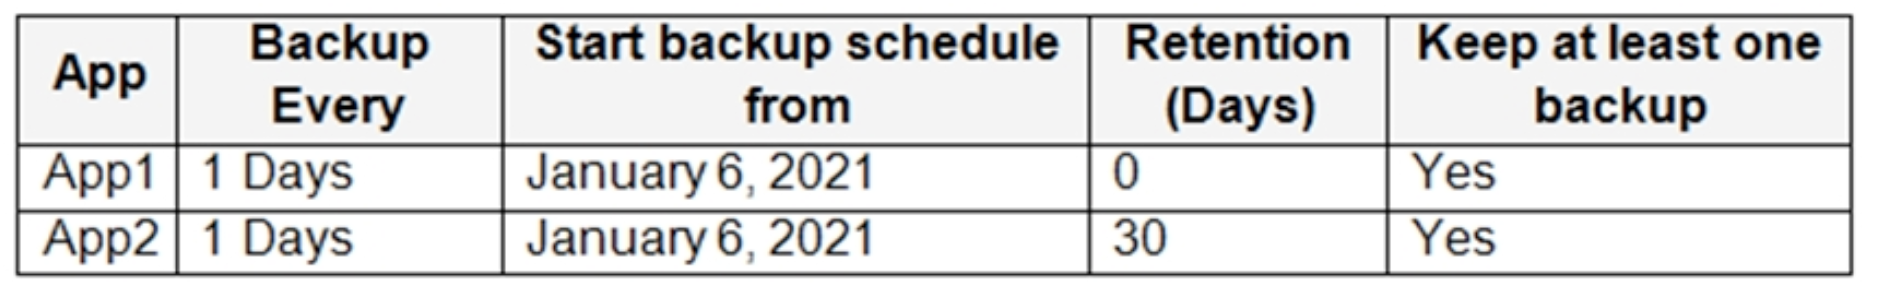 App | Backup Every | Start backup schedule from | Retention (Days) | Keep at least one backup
App1 | 1 Days | January 6, 2021 | 0 | Yes
App2 | 1 Days | January 6, 2021 | 30 | Yes